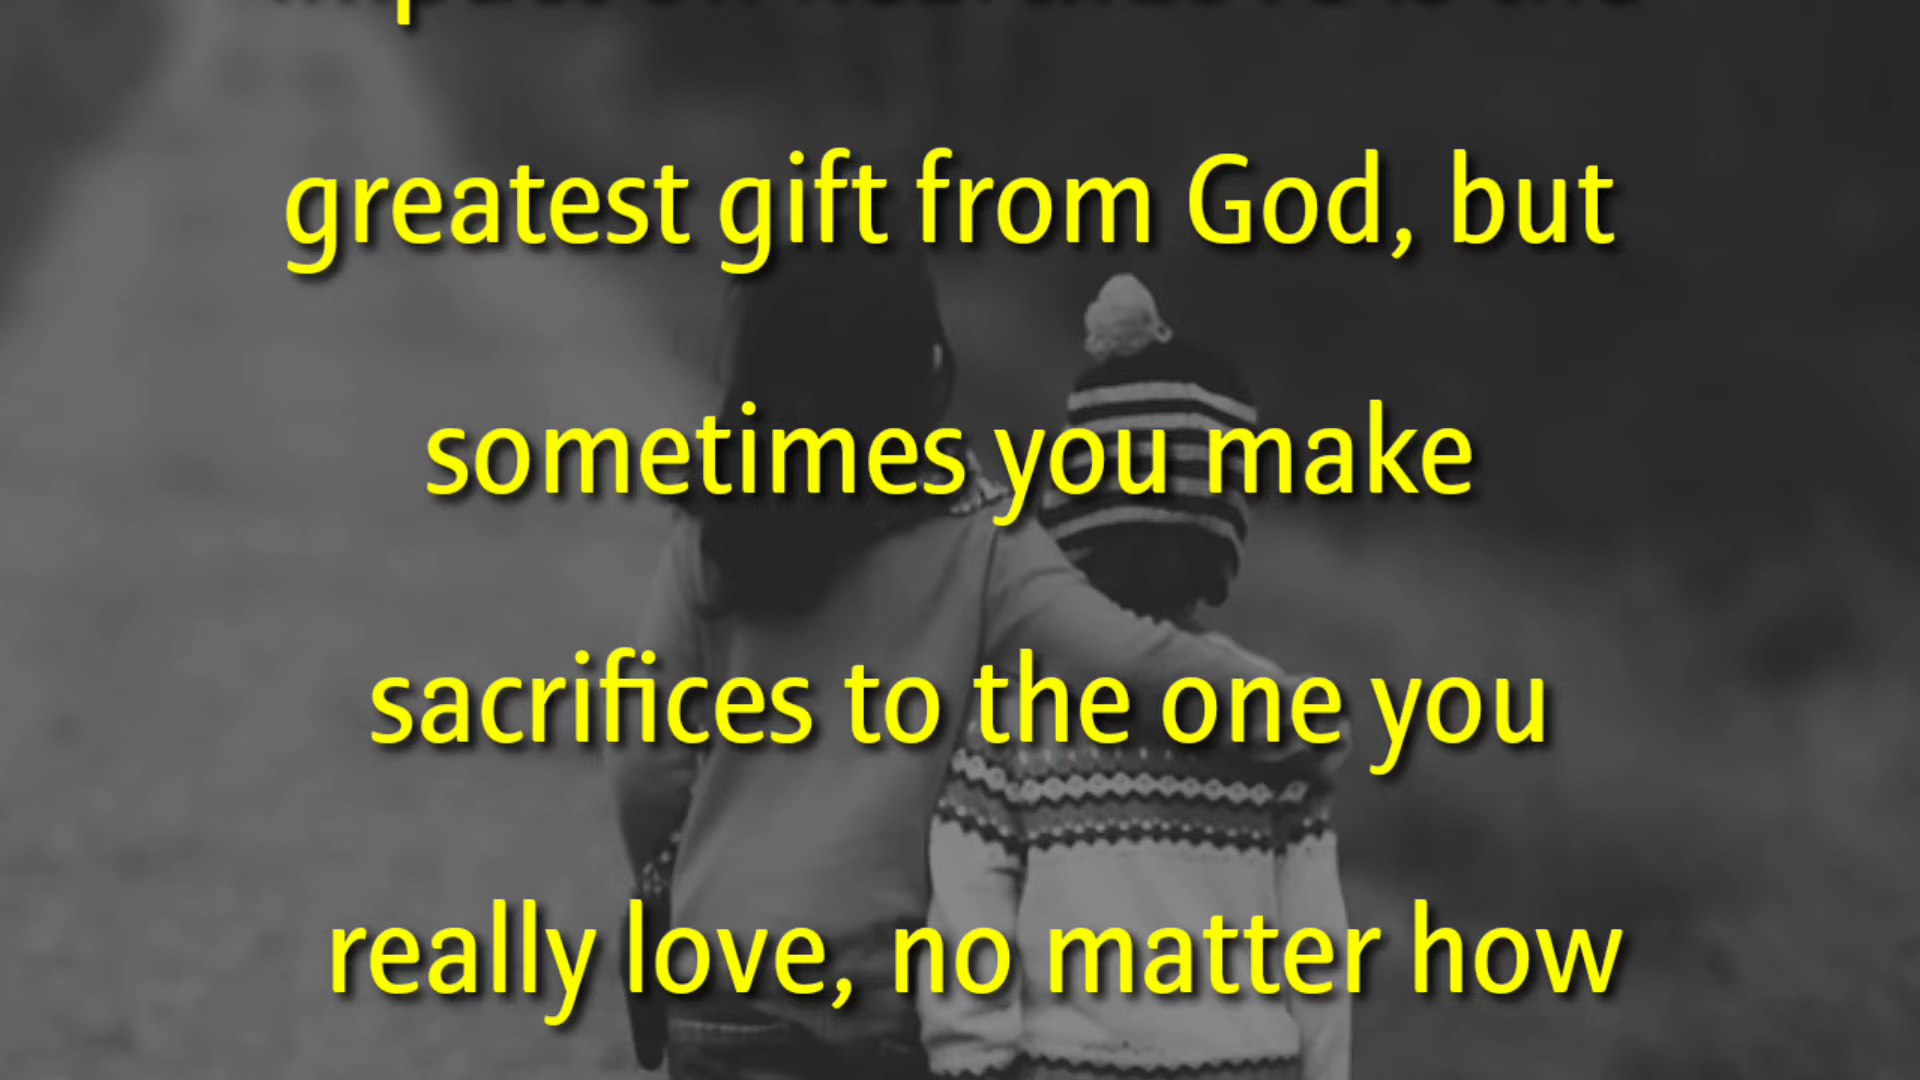 greatest gift from God, but
sometimes you make
sacrifices to the one you
really love, no matter how